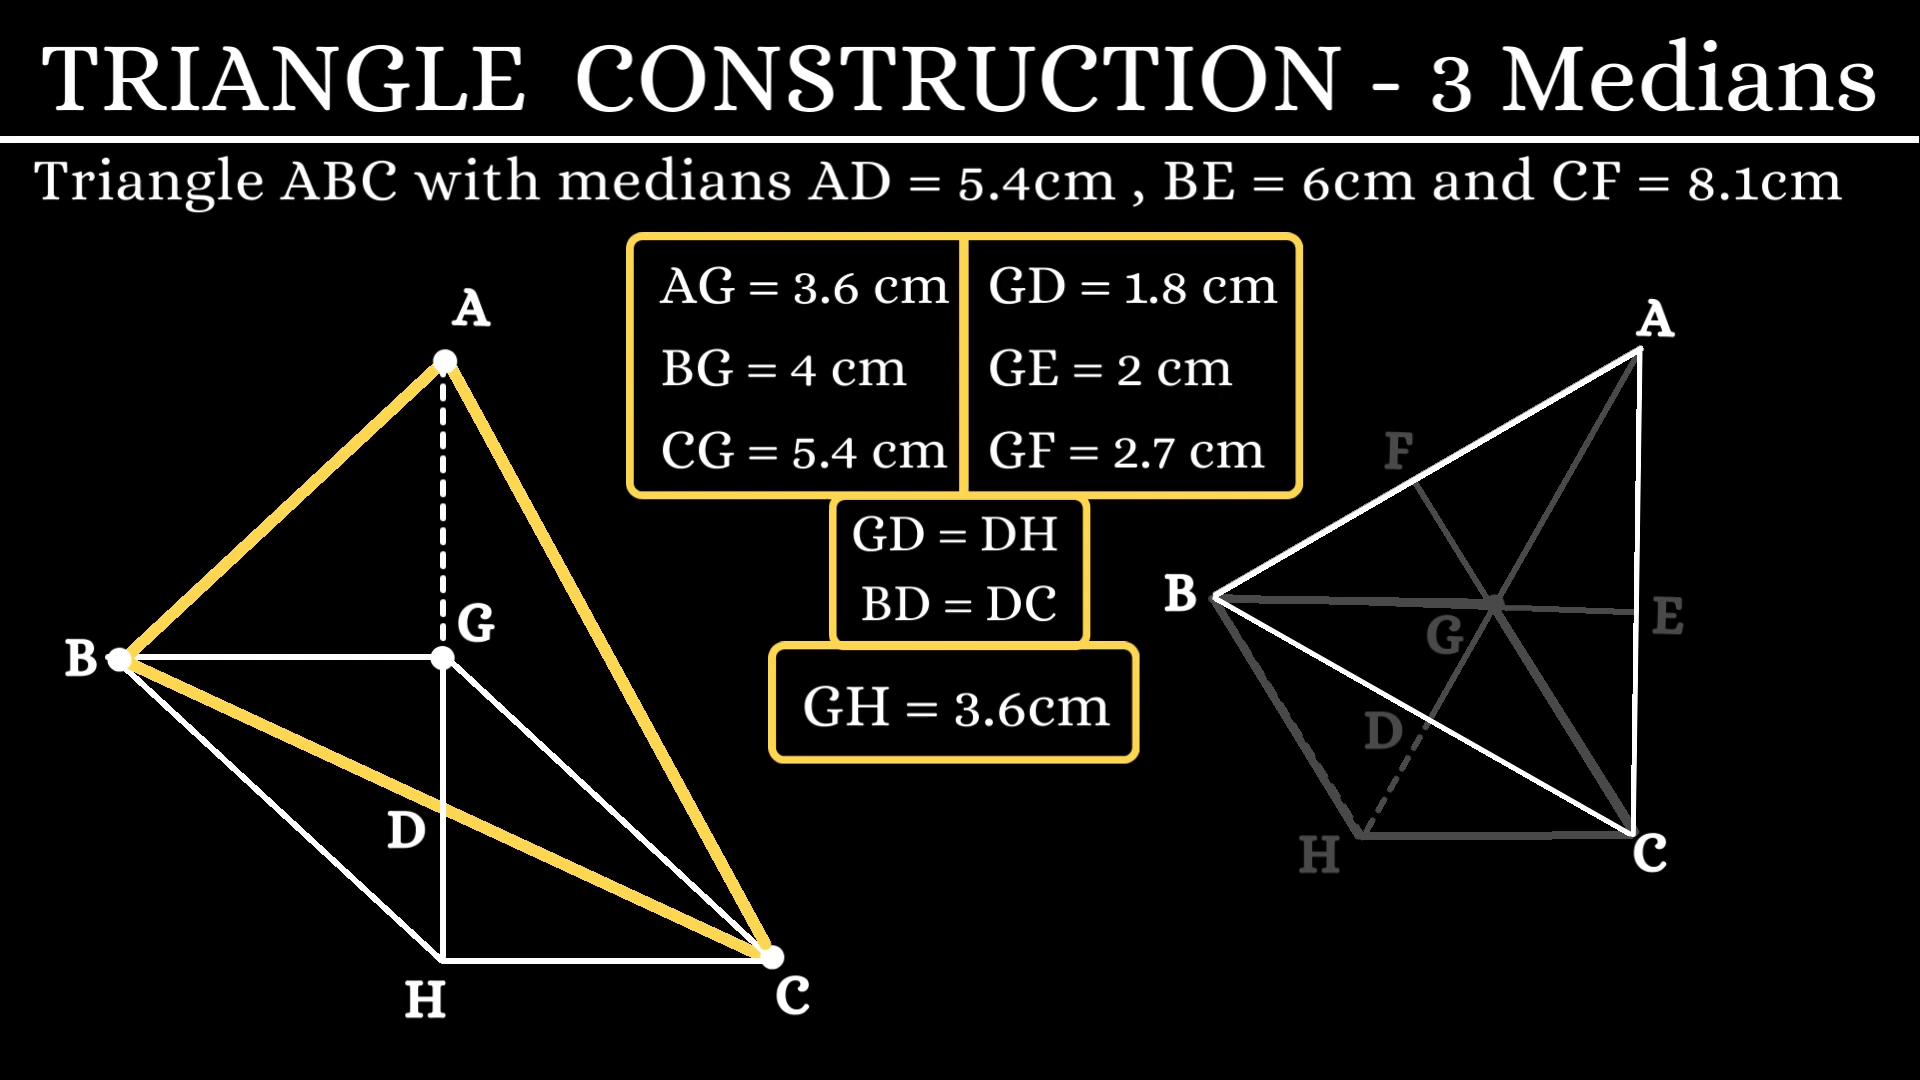 TRIANGLE CONSTRUCTION - 3 Medians
Triangle ABC with medians AD = 5.4cm , BE = 6cm and CF = 8.1cm
AG = 3.6 cm
BG = 4 cm
CG = 5.4 cm
GD = 1.8 cm
GE = 2 cm
GF = 2.7 cm
GD = DH
BD = DC
GH = 3.6cm
A
B
G
D
H
C
A
F
B
E
G
D
H
C